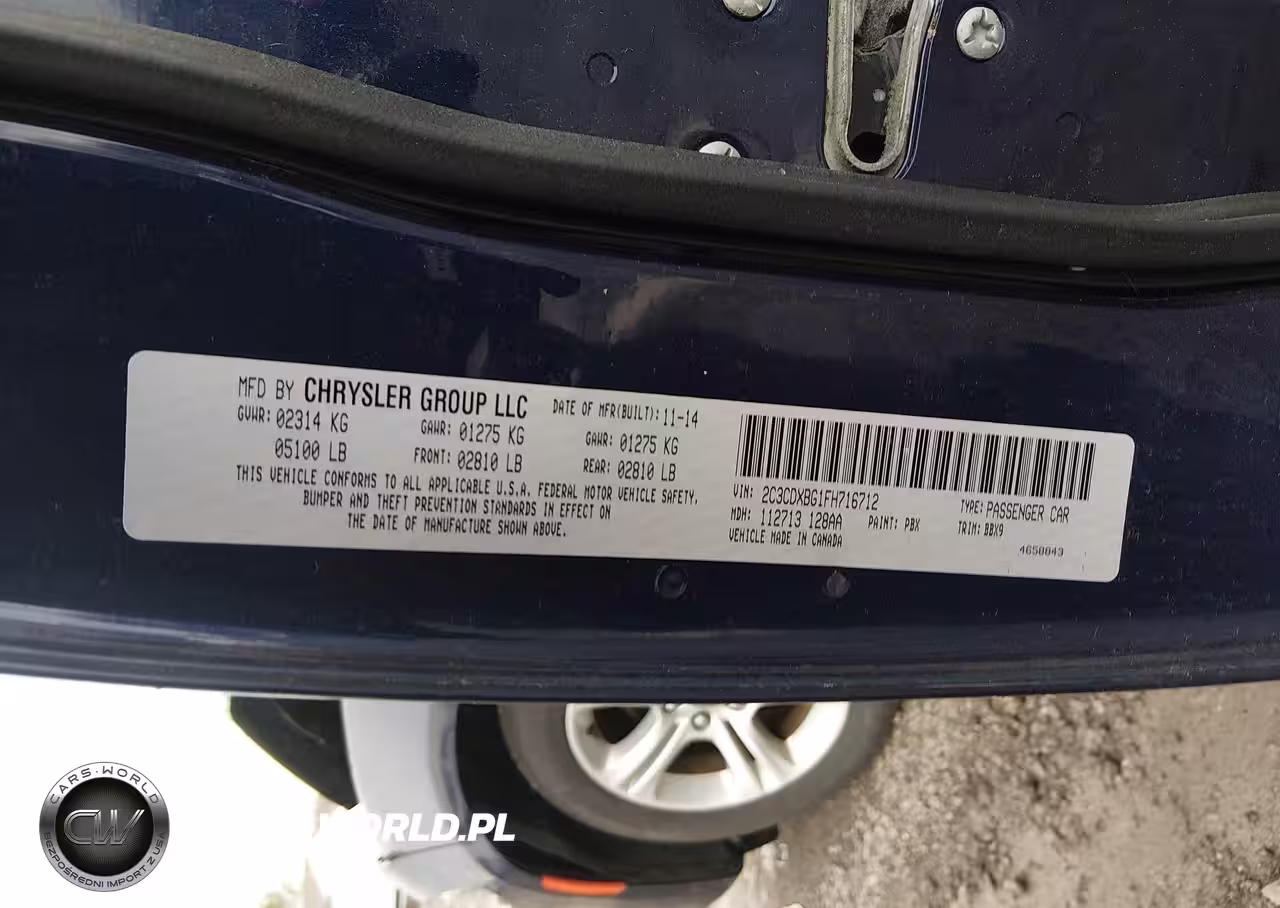 MFD BY CHRYSLER GROUP LLC
DATE OF MFR(BUILT): 11-14
GVWR: 02314 KG
GAWR: 01275 KG
GAWR: 01275 KG
05100 LB
FRONT: 02810 LB
REAR: 02810 LB
THIS VEHICLE CONFORMS TO ALL APPLICABLE U.S.A. FEDERAL MOTOR VEHICLE SAFETY,
BUMPER AND THEFT PREVENTION STANDARDS IN EFFECT ON
THE DATE OF MANUFACTURE SHOWN ABOVE.
VIN: 2C3CDXBG1FH716712
TYPE: PASSENGER CAR
MDH: 112713 128AA
PAINT: PBX
TRIM: BBX9
VEHICLE MADE IN CANADA
4658043
CARS-WORLD
CW
BEZPOŚREDNI IMPORT Z USA
WORLD.PL